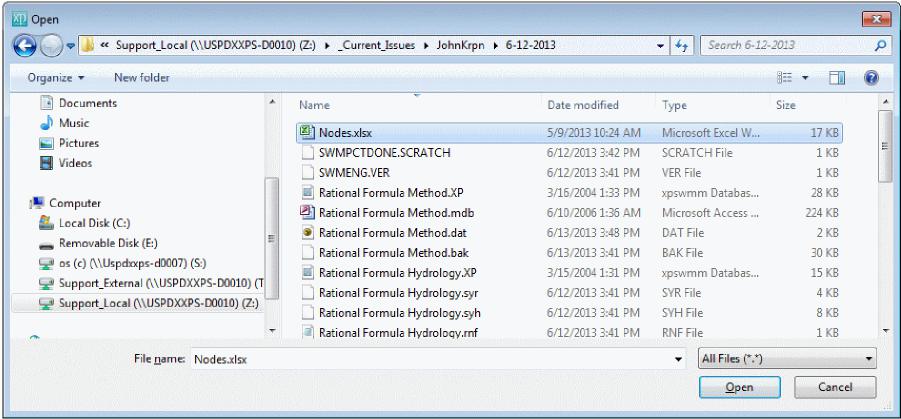 XP Open
« Support_Local (\\USPDXXPS-D0010) (Z:) ▸ _Current_Issues ▸ JohnKrpn ▸ 6-12-2013 Search 6-12-2013
Organize New folder
Documents
Music
Pictures
Videos
Computer
Local Disk (C:)
Removable Disk (E:)
os (c) (\\Uspdxxps-d0007) (S:)
Support_External (\\USPDXXPS-D0010) (T
Support_Local (\\USPDXXPS-D0010) (Z:)
Name Date modified Type Size
Nodes.xlsx 5/9/2013 10:24 AM Microsoft Excel W... 17 KB
SWMPCTDONE.SCRATCH 6/12/2013 3:42 PM SCRATCH File 1 KB
SWMENG.VER 6/12/2013 3:41 PM VER File 1 KB
Rational Formula Method.XP 3/16/2004 1:33 PM xpswmm Databas... 28 KB
Rational Formula Method.mdb 6/10/2006 1:36 AM Microsoft Access ... 224 KB
Rational Formula Method.dat 6/13/2013 3:48 PM DAT File 2 KB
Rational Formula Method.bak 6/13/2013 3:41 PM BAK File 30 KB
Rational Formula Hydrology.XP 3/15/2004 1:31 PM xpswmm Databas... 15 KB
Rational Formula Hydrology.syr 6/12/2013 3:41 PM SYR File 4 KB
Rational Formula Hydrology.syh 6/12/2013 3:41 PM SYH File 8 KB
Rational Formula Hydrology.rnf 6/12/2013 3:41 PM RNF File 1 KB
File name: Nodes.xlsx All Files (*.*)
Open Cancel